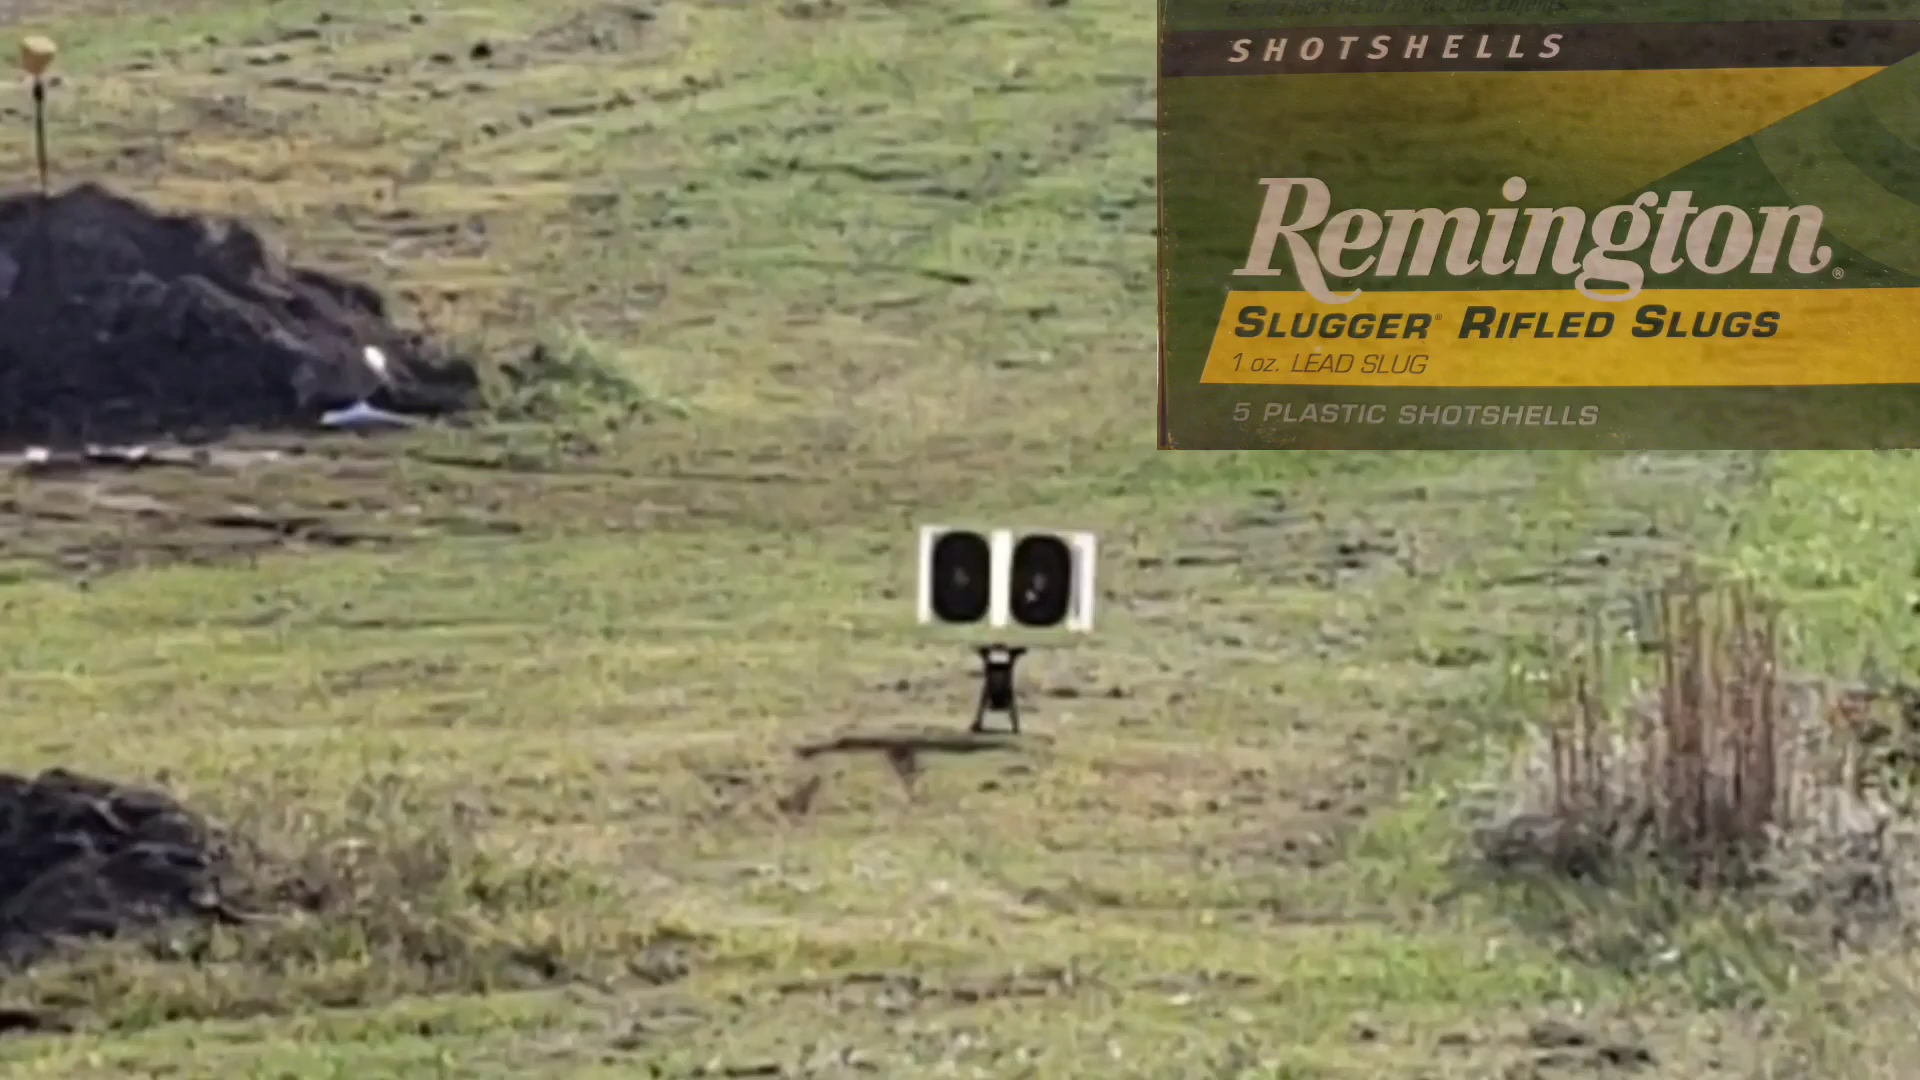 SHOTSHELLS
Remington®
SLUGGER® RIFLED SLUGS
1 oz. LEAD SLUG
5 PLASTIC SHOTSHELLS